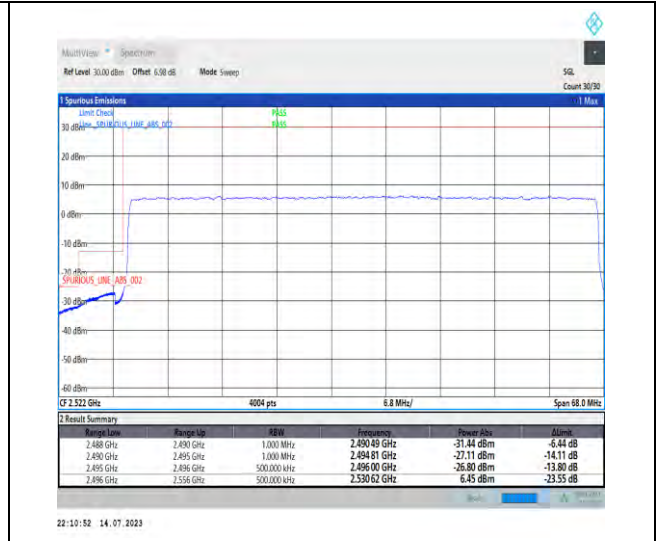 MultiView Spectrum
Ref Level 30.00 dBm Offset 6.98 dB Mode Sweep SGL
Count 30/30
1 Spurious Emissions 1 Max
Limit Check PASS
30 dBm Line _SPURIOUS_LINE_ABS_002 PASS
20 dBm
10 dBm
0 dBm
-10 dBm
-20 dBm
_SPURIOUS_LINE_ABS_002
-30 dBm
-40 dBm
-50 dBm
-60 dBm
CF 2.522 GHz 4004 pts 6.8 MHz/ Span 68.0 MHz
2 Result Summary
Range Low Range Up RBW Frequency Power Abs ΔLimit
2.488 GHz 2.490 GHz 1.000 MHz 2.490 49 GHz -31.44 dBm -6.44 dB
2.490 GHz 2.495 GHz 1.000 MHz 2.494 81 GHz -27.11 dBm -14.11 dB
2.495 GHz 2.496 GHz 500.000 kHz 2.496 00 GHz -26.80 dBm -13.80 dB
2.496 GHz 2.556 GHz 500.000 kHz 2.530 62 GHz 6.45 dBm -23.55 dB
22:10:52 14.07.2023